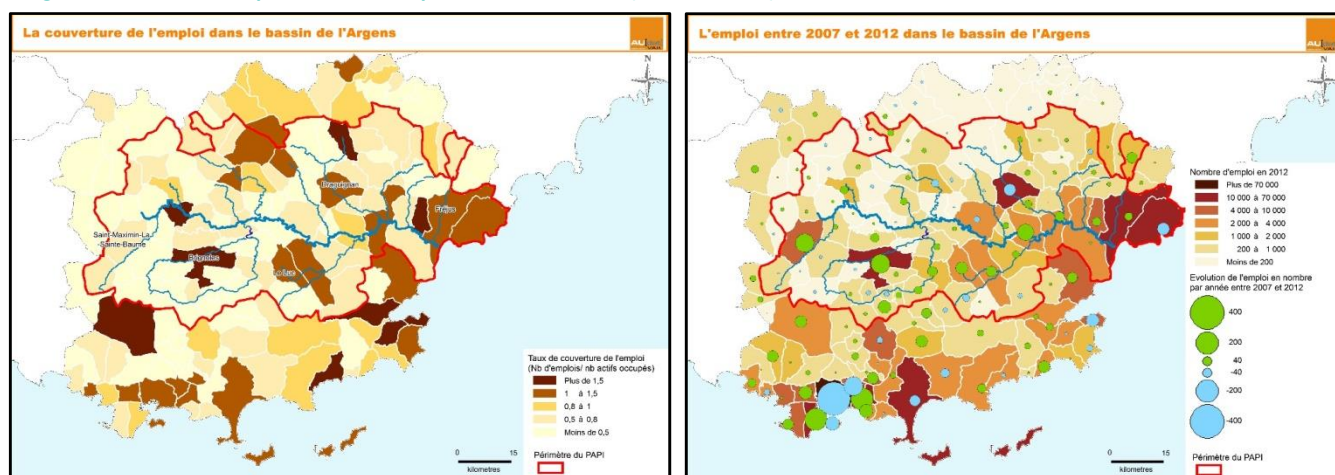 La couverture de l'emploi dans le bassin de l'Argens
N
Draguignan
Fréjus
Saint-Maximin-La
-Sainte-Baume
Brignoles
Le Luc
Taux de couverture de l'emploi
(Nb d'emplois/ nb actifs occupés)
Plus de 1,5
1 à 1,5
0,8 à 1
0,5 à 0,8
Moins de 0,5
0 15
kilometres
Périmètre du PAPI
L'emploi entre 2007 et 2012 dans le bassin de l'Argens
N
Nombre d'emploi en 2012
Plus de 70 000
10 000 à 70 000
4 000 à 10 000
2 000 à 4 000
1 000 à 2 000
200 à 1 000
Moins de 200
Evolution de l'emploi en nombre
par année entre 2007 et 2012
400
200
40
-40
-200
-400
0 15
kilometres
Périmètre du PAPI